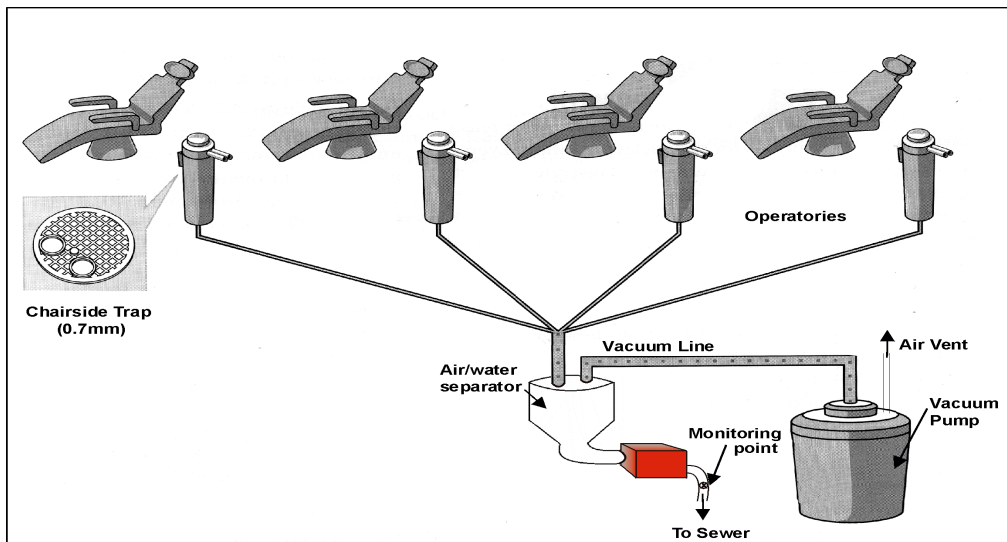 Operatories
Chairside Trap
(0.7mm)
Vacuum Line
Air Vent
Air/water
separator
Vacuum
Pump
Monitoring
point
To Sewer